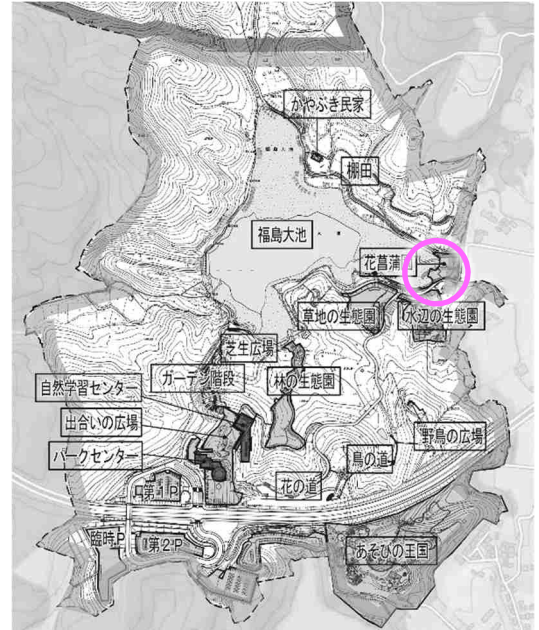 かやぶき民家
棚田
福島大池
花菖蒲
草地の生態園
水辺の生態園
芝生広場
ガーデン階段
林の生態園
自然学習センター
出合いの広場
野鳥の広場
パークセンター
鳥の道
花の道
第1P
臨時P
第2P
あそびの王国